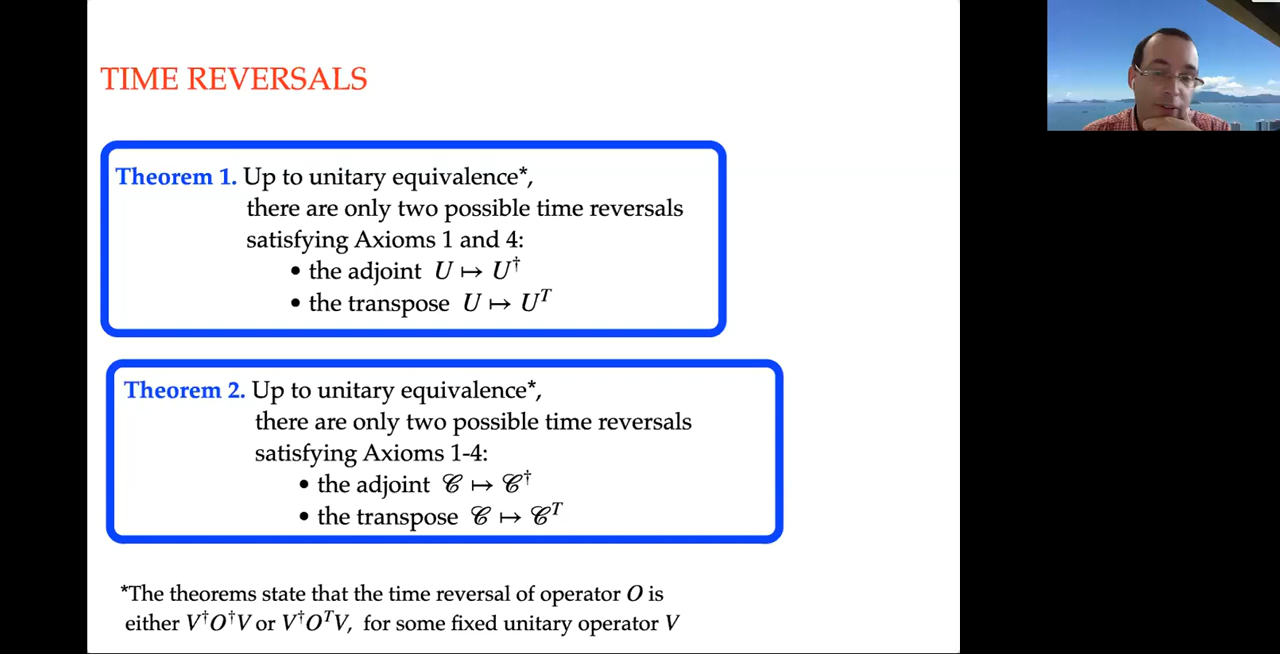 TIME REVERSALS
Theorem 1. Up to unitary equivalence*,
there are only two possible time reversals
satisfying Axioms 1 and 4:
• the adjoint U ↦ U†
• the transpose U ↦ Uᵀ
Theorem 2. Up to unitary equivalence*,
there are only two possible time reversals
satisfying Axioms 1-4:
• the adjoint 𝒞 ↦ 𝒞†
• the transpose 𝒞 ↦ 𝒞ᵀ
*The theorems state that the time reversal of operator O is
either V†O†V or V†OᵀV, for some fixed unitary operator V